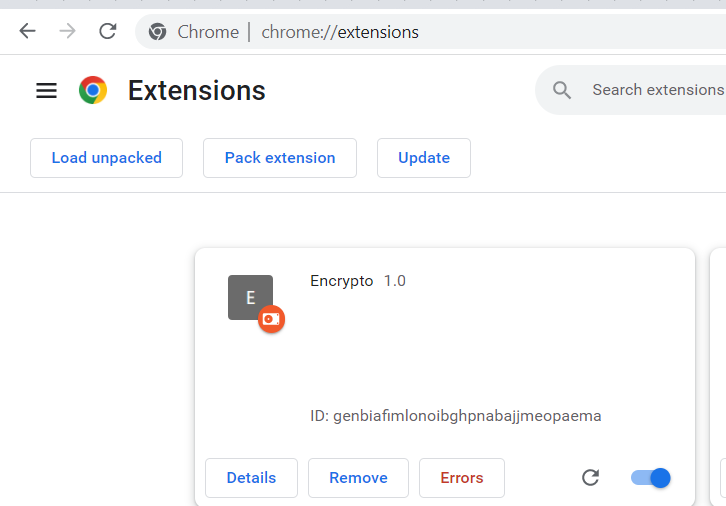 Chrome | chrome://extensions
Extensions
Search extensions
Load unpacked
Pack extension
Update
E
Encrypto 1.0
ID: genbiafimlonoibghpnabajjmeopaema
Details
Remove
Errors